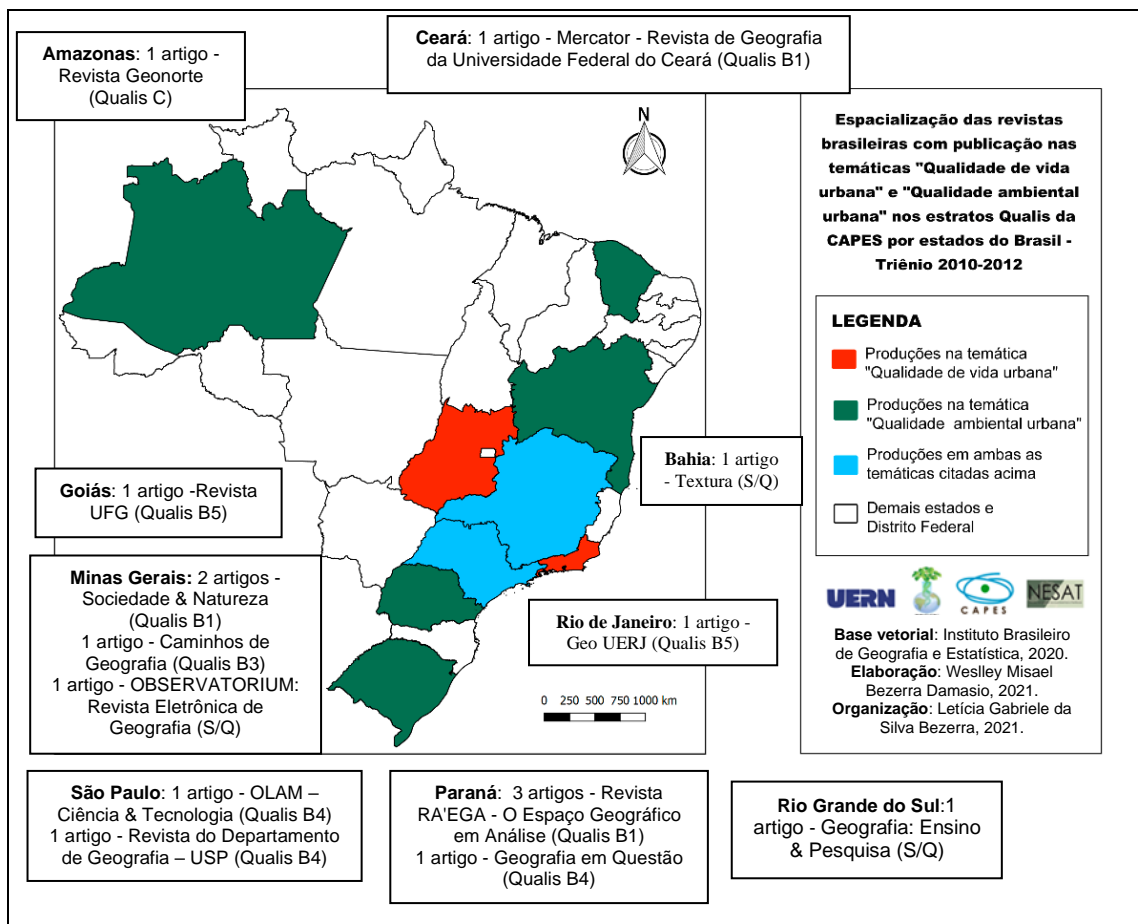 Amazonas: 1 artigo -
Revista Geonorte
(Qualis C)
Ceará: 1 artigo - Mercator - Revista de Geografia
da Universidade Federal do Ceará (Qualis B1)
N
Espacialização das revistas
brasileiras com publicação nas
temáticas "Qualidade de vida
urbana" e "Qualidade ambiental
urbana" nos estratos Qualis da
CAPES por estados do Brasil -
Triênio 2010-2012
LEGENDA
Produções na temática
"Qualidade de vida urbana"
Produções na temática
"Qualidade ambiental urbana"
Produções em ambas as
temáticas citadas acima
Demais estados e
Distrito Federal
Bahia: 1 artigo
- Textura (S/Q)
Goiás: 1 artigo -Revista
UFG (Qualis B5)
Minas Gerais: 2 artigos -
Sociedade & Natureza
(Qualis B1)
1 artigo - Caminhos de
Geografia (Qualis B3)
1 artigo - OBSERVATORIUM:
Revista Eletrônica de
Geografia (S/Q)
Rio de Janeiro: 1 artigo -
Geo UERJ (Qualis B5)
0 250 500 750 1000 km
UERN
CAPES
NESAT
Base vetorial: Instituto Brasileiro
de Geografia e Estatística, 2020.
Elaboração: Weslley Misael
Bezerra Damasio, 2021.
Organização: Letícia Gabriele da
Silva Bezerra, 2021.
São Paulo: 1 artigo - OLAM –
Ciência & Tecnologia (Qualis B4)
1 artigo - Revista do Departamento
de Geografia – USP (Qualis B4)
Paraná: 3 artigos - Revista
RA'EGA - O Espaço Geográfico
em Análise (Qualis B1)
1 artigo - Geografia em Questão
(Qualis B4)
Rio Grande do Sul:1
artigo - Geografia: Ensino
& Pesquisa (S/Q)